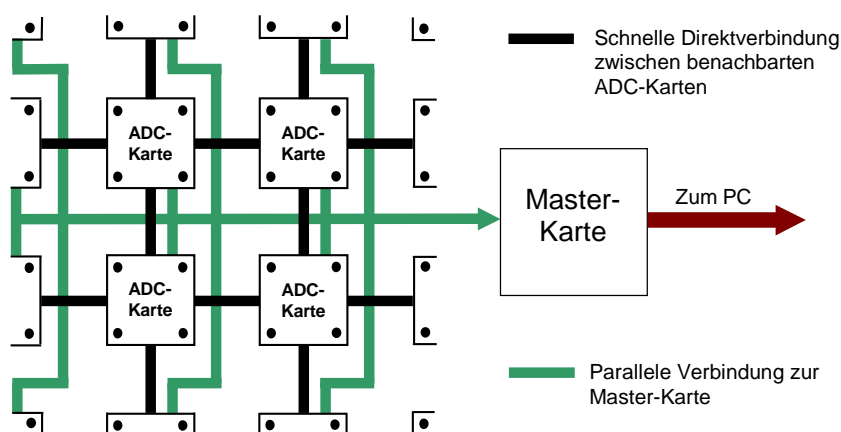 Schnelle Direktverbindung
zwischen benachbarten
ADC-Karten
ADC-
Karte
ADC-
Karte
Master-
Karte
Zum PC
ADC-
Karte
ADC-
Karte
Parallele Verbindung zur
Master-Karte